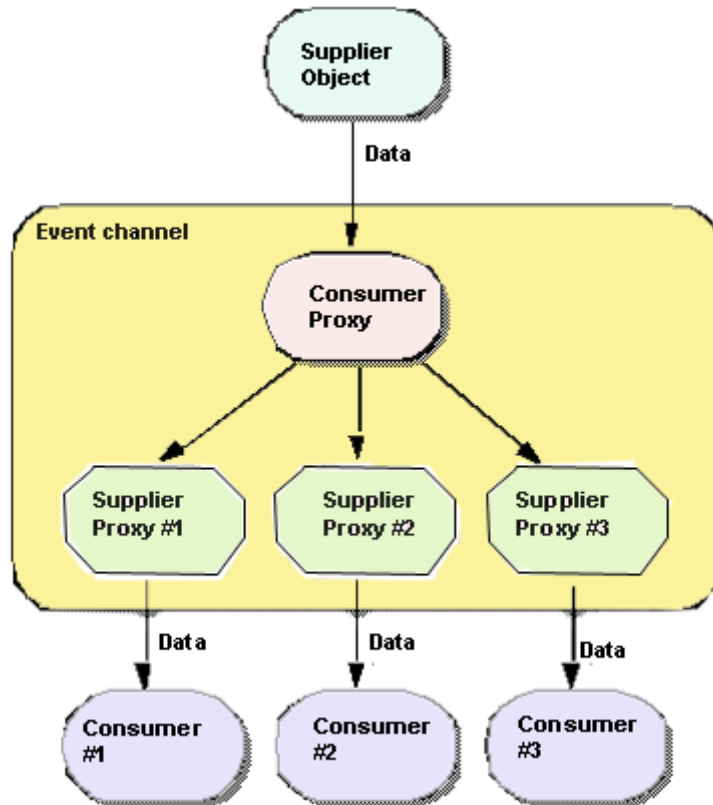 Supplier
Object
Data
Event channel
Consumer
Proxy
Supplier
Proxy #1
Supplier
Proxy #2
Supplier
Proxy #3
Data
Data
Data
Consumer
#1
Consumer
#2
Consumer
#3